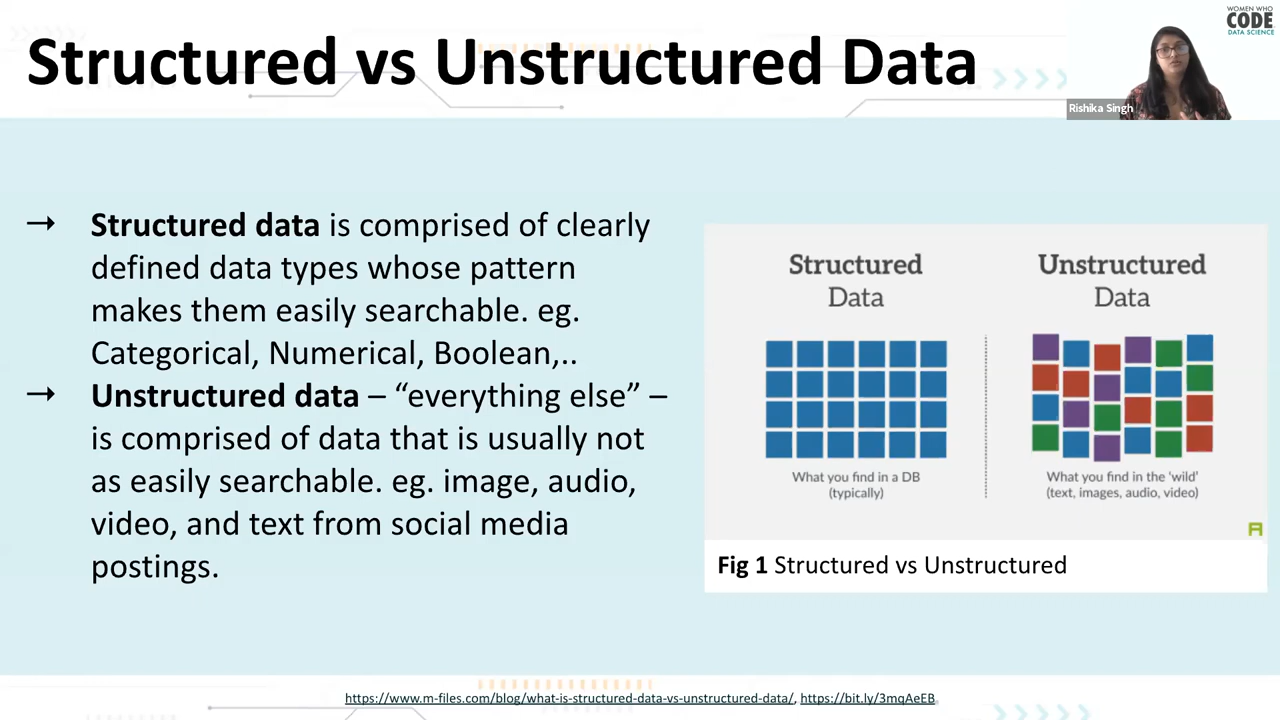 Structured vs Unstructured Data
WOMEN WHO
CODE
DATA SCIENCE
Rishika Singh
→ Structured data is comprised of clearly
defined data types whose pattern
makes them easily searchable. eg.
Categorical, Numerical, Boolean,..
→ Unstructured data – “everything else” –
is comprised of data that is usually not
as easily searchable. eg. image, audio,
video, and text from social media
postings.
Structured
Data
What you find in a DB
(typically)
Unstructured
Data
What you find in the ‘wild’
(text, images, audio, video)
Fig 1 Structured vs Unstructured
https://www.m-files.com/blog/what-is-structured-data-vs-unstructured-data/, https://bit.ly/3mqAeEB